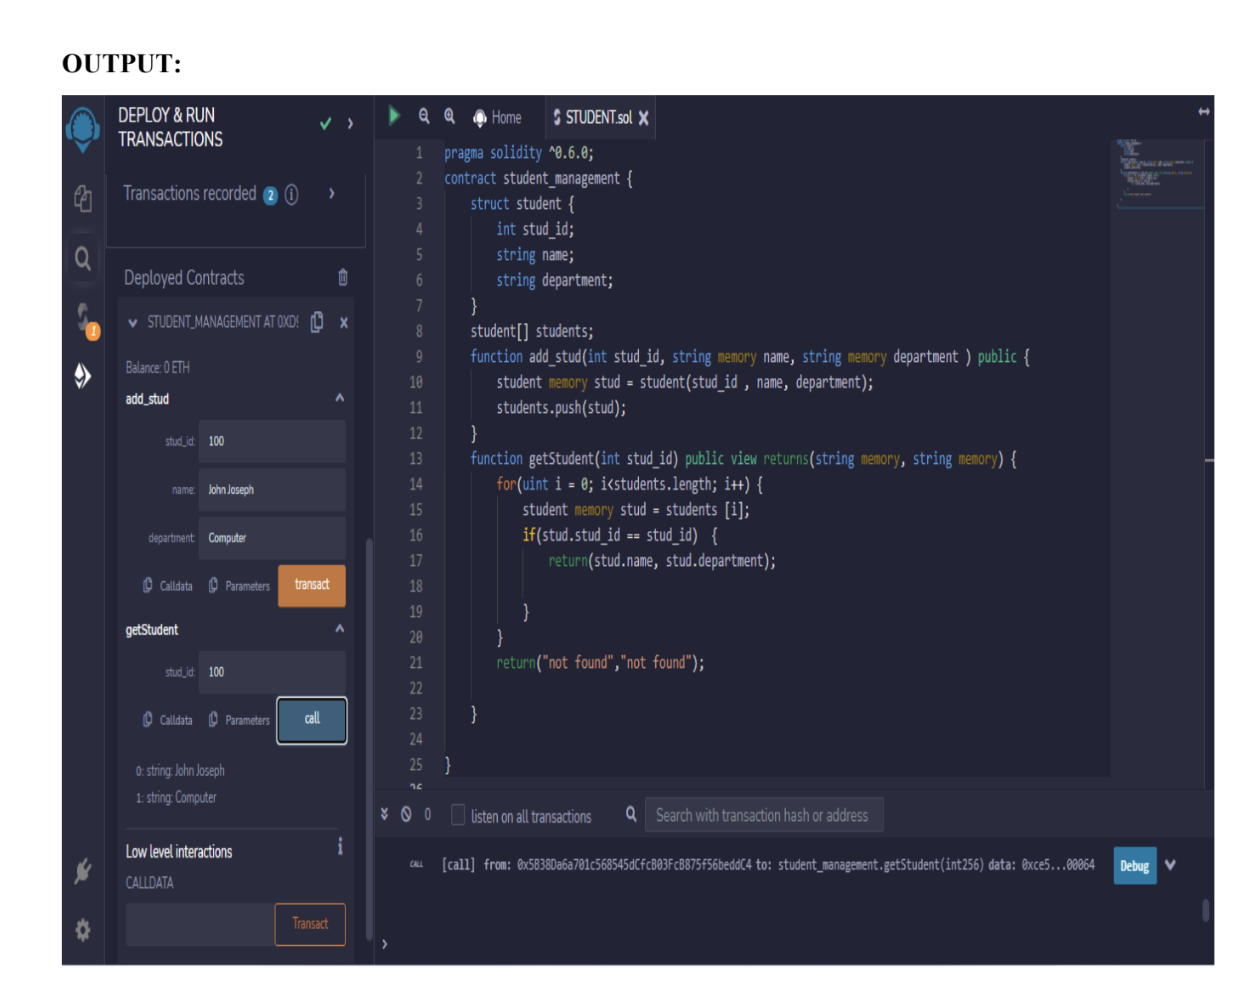 OUTPUT:
DEPLOY & RUN
TRANSACTIONS
Transactions recorded 2 i
Deployed Contracts
STUDENT_MANAGEMENT AT 0XD9
Balance: 0 ETH
add_stud
stud_id: 100
name: John Joseph
department: Computer
Calldata Parameters transact
getStudent
stud_id: 100
Calldata Parameters call
0: string: John Joseph
1: string: Computer
Low level interactions i
CALLDATA
Transact
1
Home STUDENT.sol
1 pragma solidity ^0.6.0;
2 contract student_management {
3 struct student {
4 int stud_id;
5 string name;
6 string department;
7 }
8 student[] students;
9 function add_stud(int stud_id, string memory name, string memory department ) public {
10 student memory stud = student(stud_id , name, department);
11 students.push(stud);
12 }
13 function getStudent(int stud_id) public view returns(string memory, string memory) {
14 for(uint i = 0; i<students.length; i++) {
15 student memory stud = students [i];
16 if(stud.stud_id == stud_id) {
17 return(stud.name, stud.department);
18
19 }
20 }
21 return("not found","not found");
22
23 }
24
25 }
26
0 listen on all transactions Search with transaction hash or address
CALL [call] from: 0x5B38Da6a701c568545dCfcB03FcB875f56beddC4 to: student_management.getStudent(int256) data: 0xce5...00064 Debug